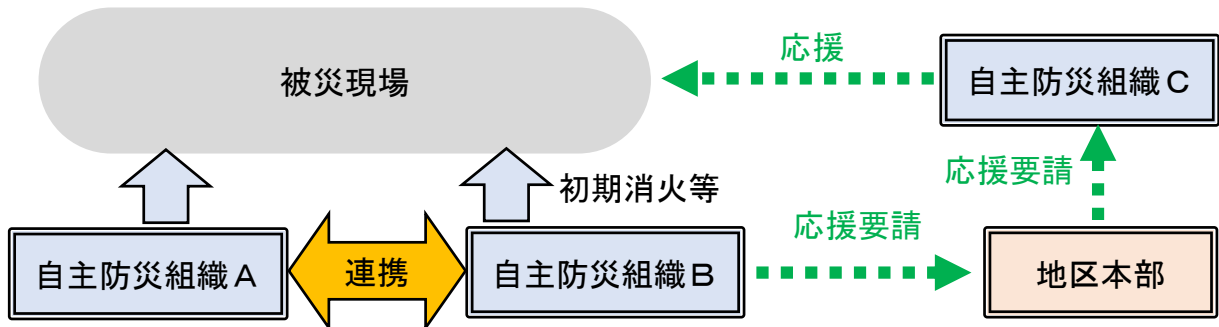 応援
被災現場
自主防災組織C
応援要請
初期消火等
応援要請
自主防災組織A
連携
自主防災組織B
地区本部